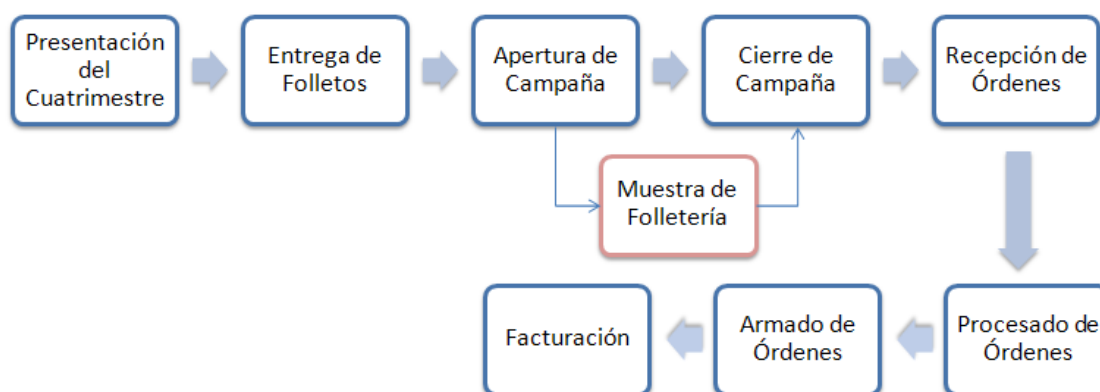 Presentación
del
Cuatrimestre
Entrega de
Folletos
Apertura de
Campaña
Cierre de
Campaña
Recepción de
Órdenes
Muestra de
Folletería
Procesado de
Órdenes
Armado de
Órdenes
Facturación